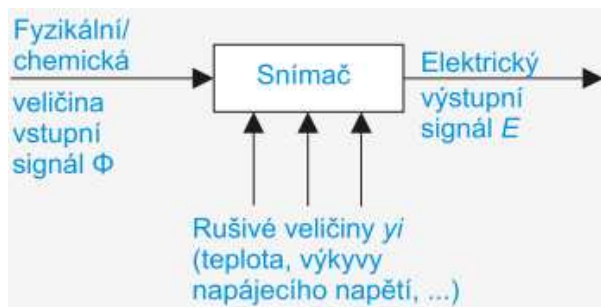 Fyzikální/
chemická
veličina
vstupní
signál Φ
Snímač
Elektrický
výstupní
signál E
Rušivé veličiny yi
(teplota, výkyvy
napájecího napětí, ...)